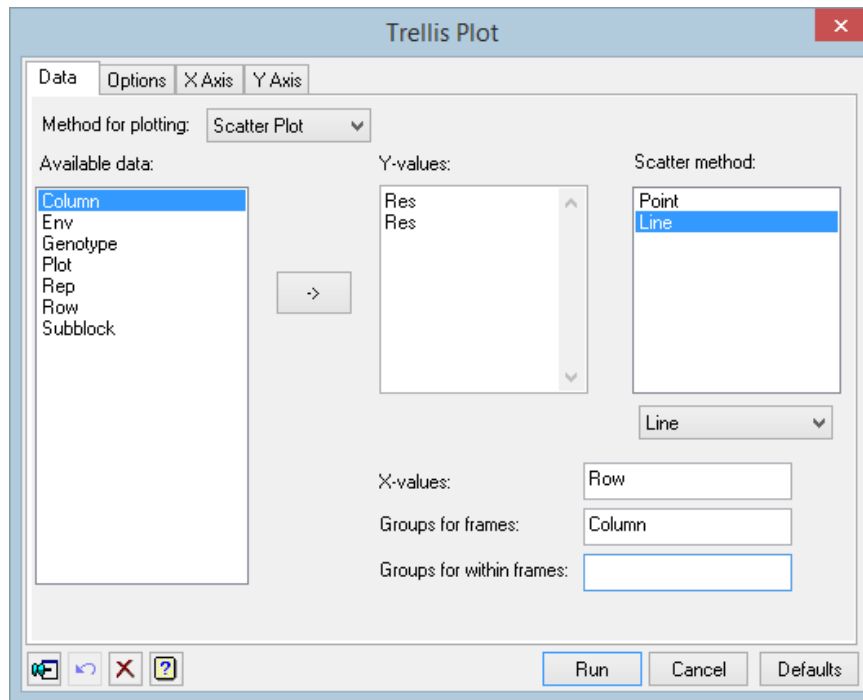 Trellis Plot
Data Options X Axis Y Axis
Method for plotting: Scatter Plot
Available data:
Column
Env
Genotype
Plot
Rep
Row
Subblock
->
Y-values:
Res
Res
Scatter method:
Point
Line
Line
X-values: Row
Groups for frames: Column
Groups for within frames:
Run Cancel Defaults